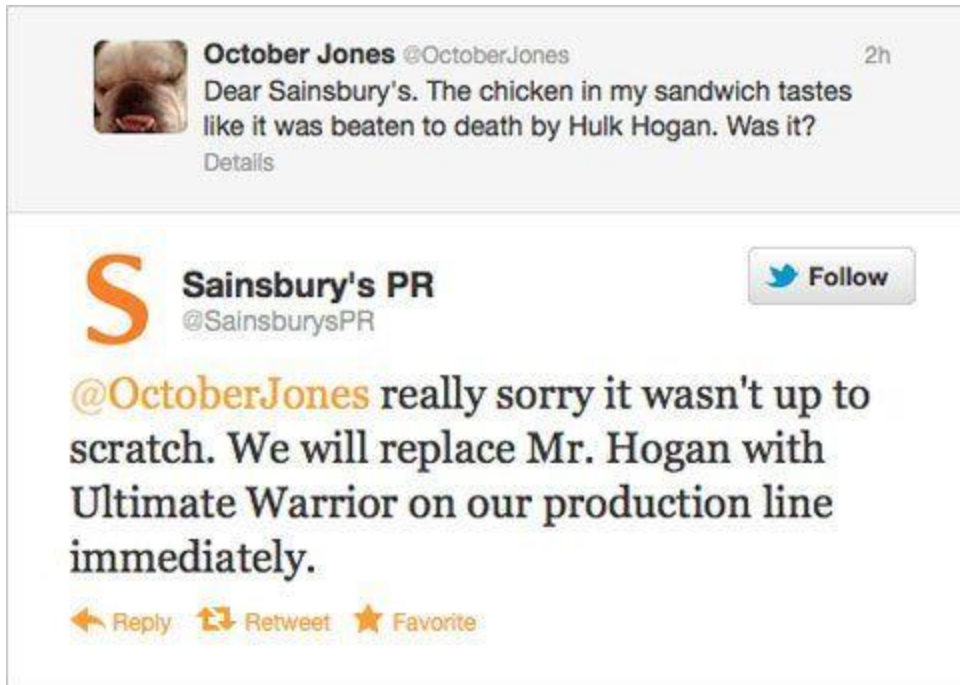 October Jones @OctoberJones 2h
Dear Sainsbury's. The chicken in my sandwich tastes
like it was beaten to death by Hulk Hogan. Was it?
Details
S
Sainsbury's PR
Follow
@SainsburysPR
@OctoberJones really sorry it wasn't up to
scratch. We will replace Mr. Hogan with
Ultimate Warrior on our production line
immediately.
Reply Retweet Favorite